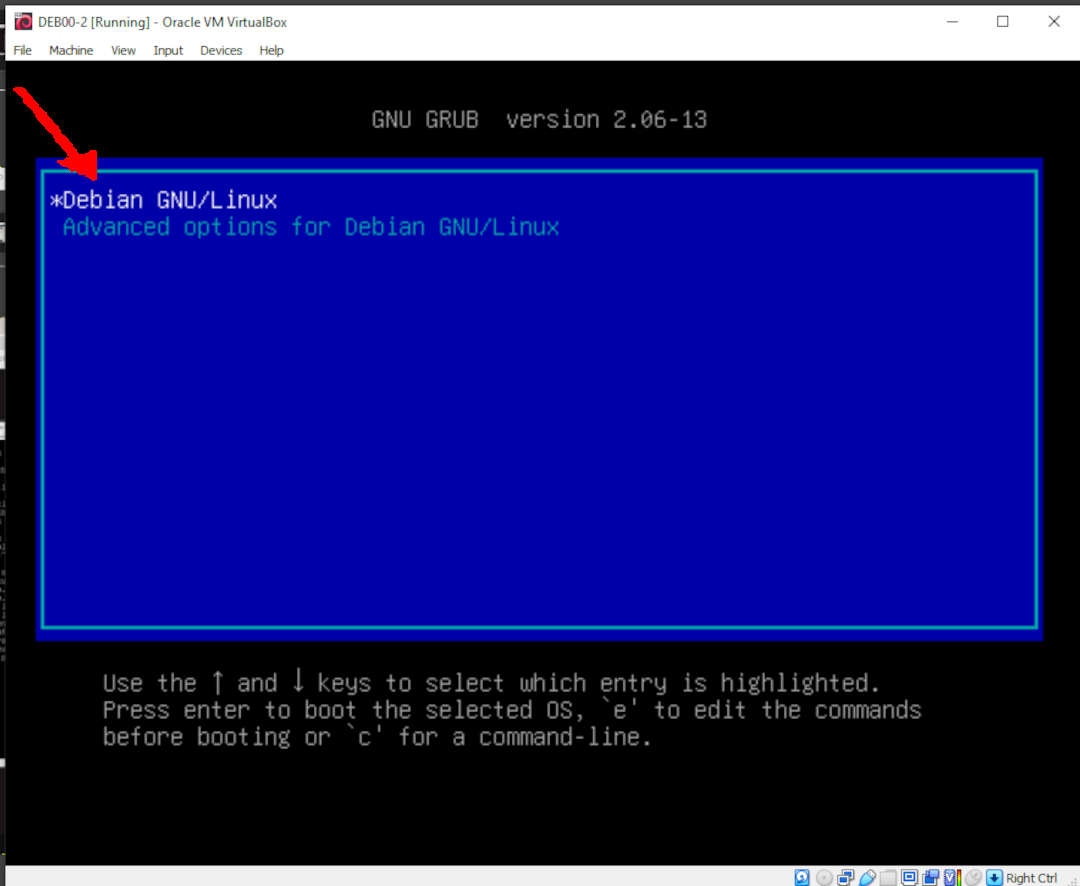 DEB00-2 [Running] - Oracle VM VirtualBox
File Machine View Input Devices Help
GNU GRUB version 2.06-13
*Debian GNU/Linux
Advanced options for Debian GNU/Linux
Use the ↑ and ↓ keys to select which entry is highlighted.
Press enter to boot the selected OS, `e' to edit the commands
before booting or `c' for a command-line.
Right Ctrl